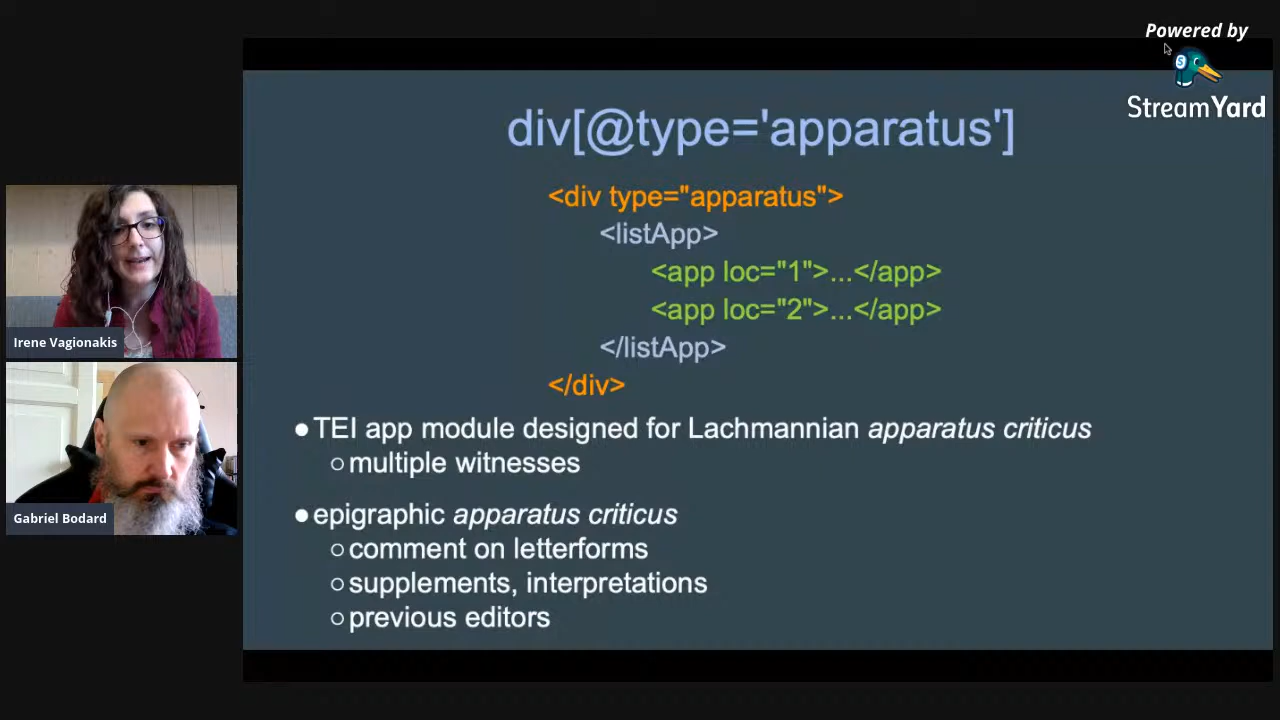 Powered by
StreamYard
div[@type='apparatus']
<div type="apparatus">
<listApp>
<app loc="1">...</app>
<app loc="2">...</app>
</listApp>
</div>
●TEI app module designed for Lachmannian apparatus criticus
○multiple witnesses
●epigraphic apparatus criticus
○comment on letterforms
○supplements, interpretations
○previous editors
Irene Vagionakis
Gabriel Bodard